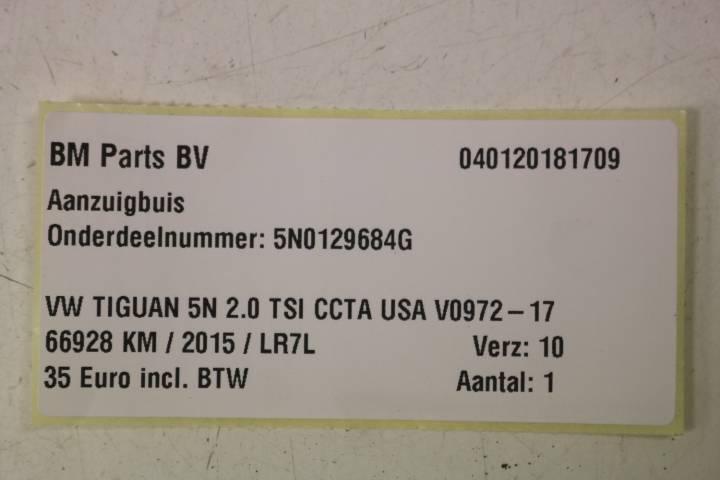 BM Parts BV 040120181709
Aanzuigbuis
Onderdeelnummer: 5N0129684G
VW TIGUAN 5N 2.0 TSI CCTA USA V0972-17
66928 KM / 2015 / LR7L Verz: 10
35 Euro incl. BTW Aantal: 1